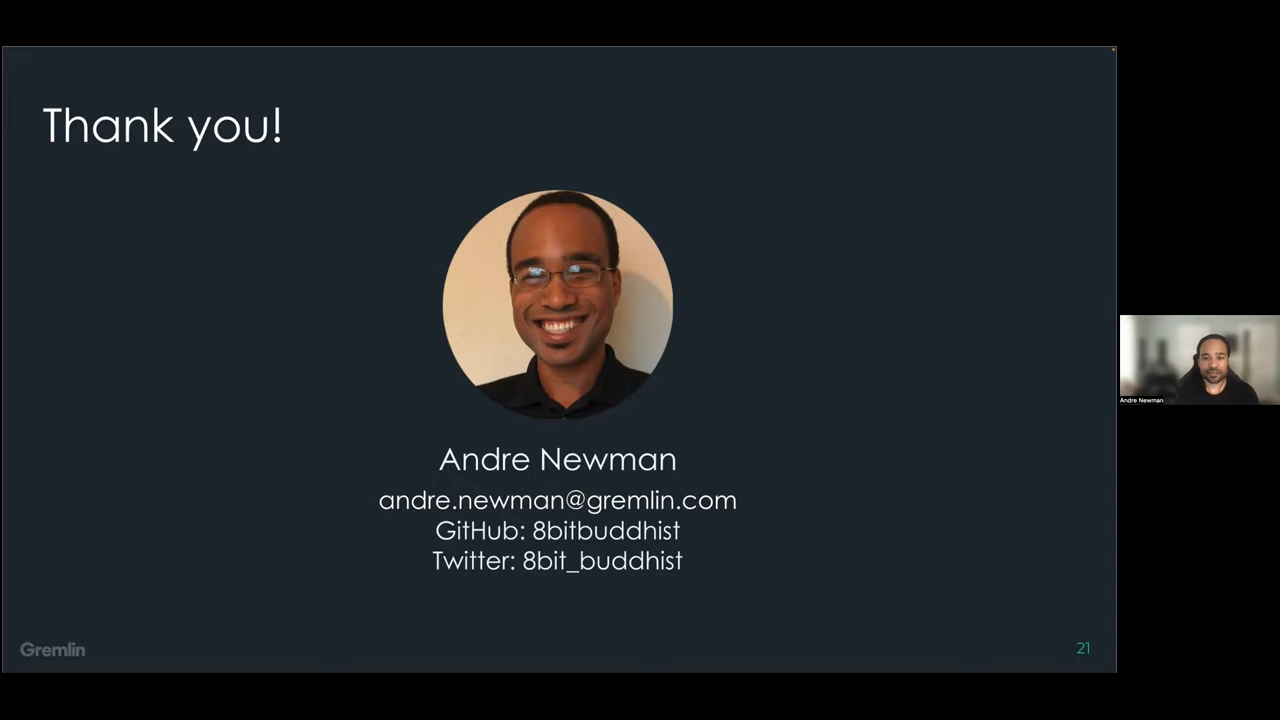 Thank you!
Andre Newman
andre.newman@gremlin.com
GitHub: 8bitbuddhist
Twitter: 8bit_buddhist
Gremlin
21
Andre Newman